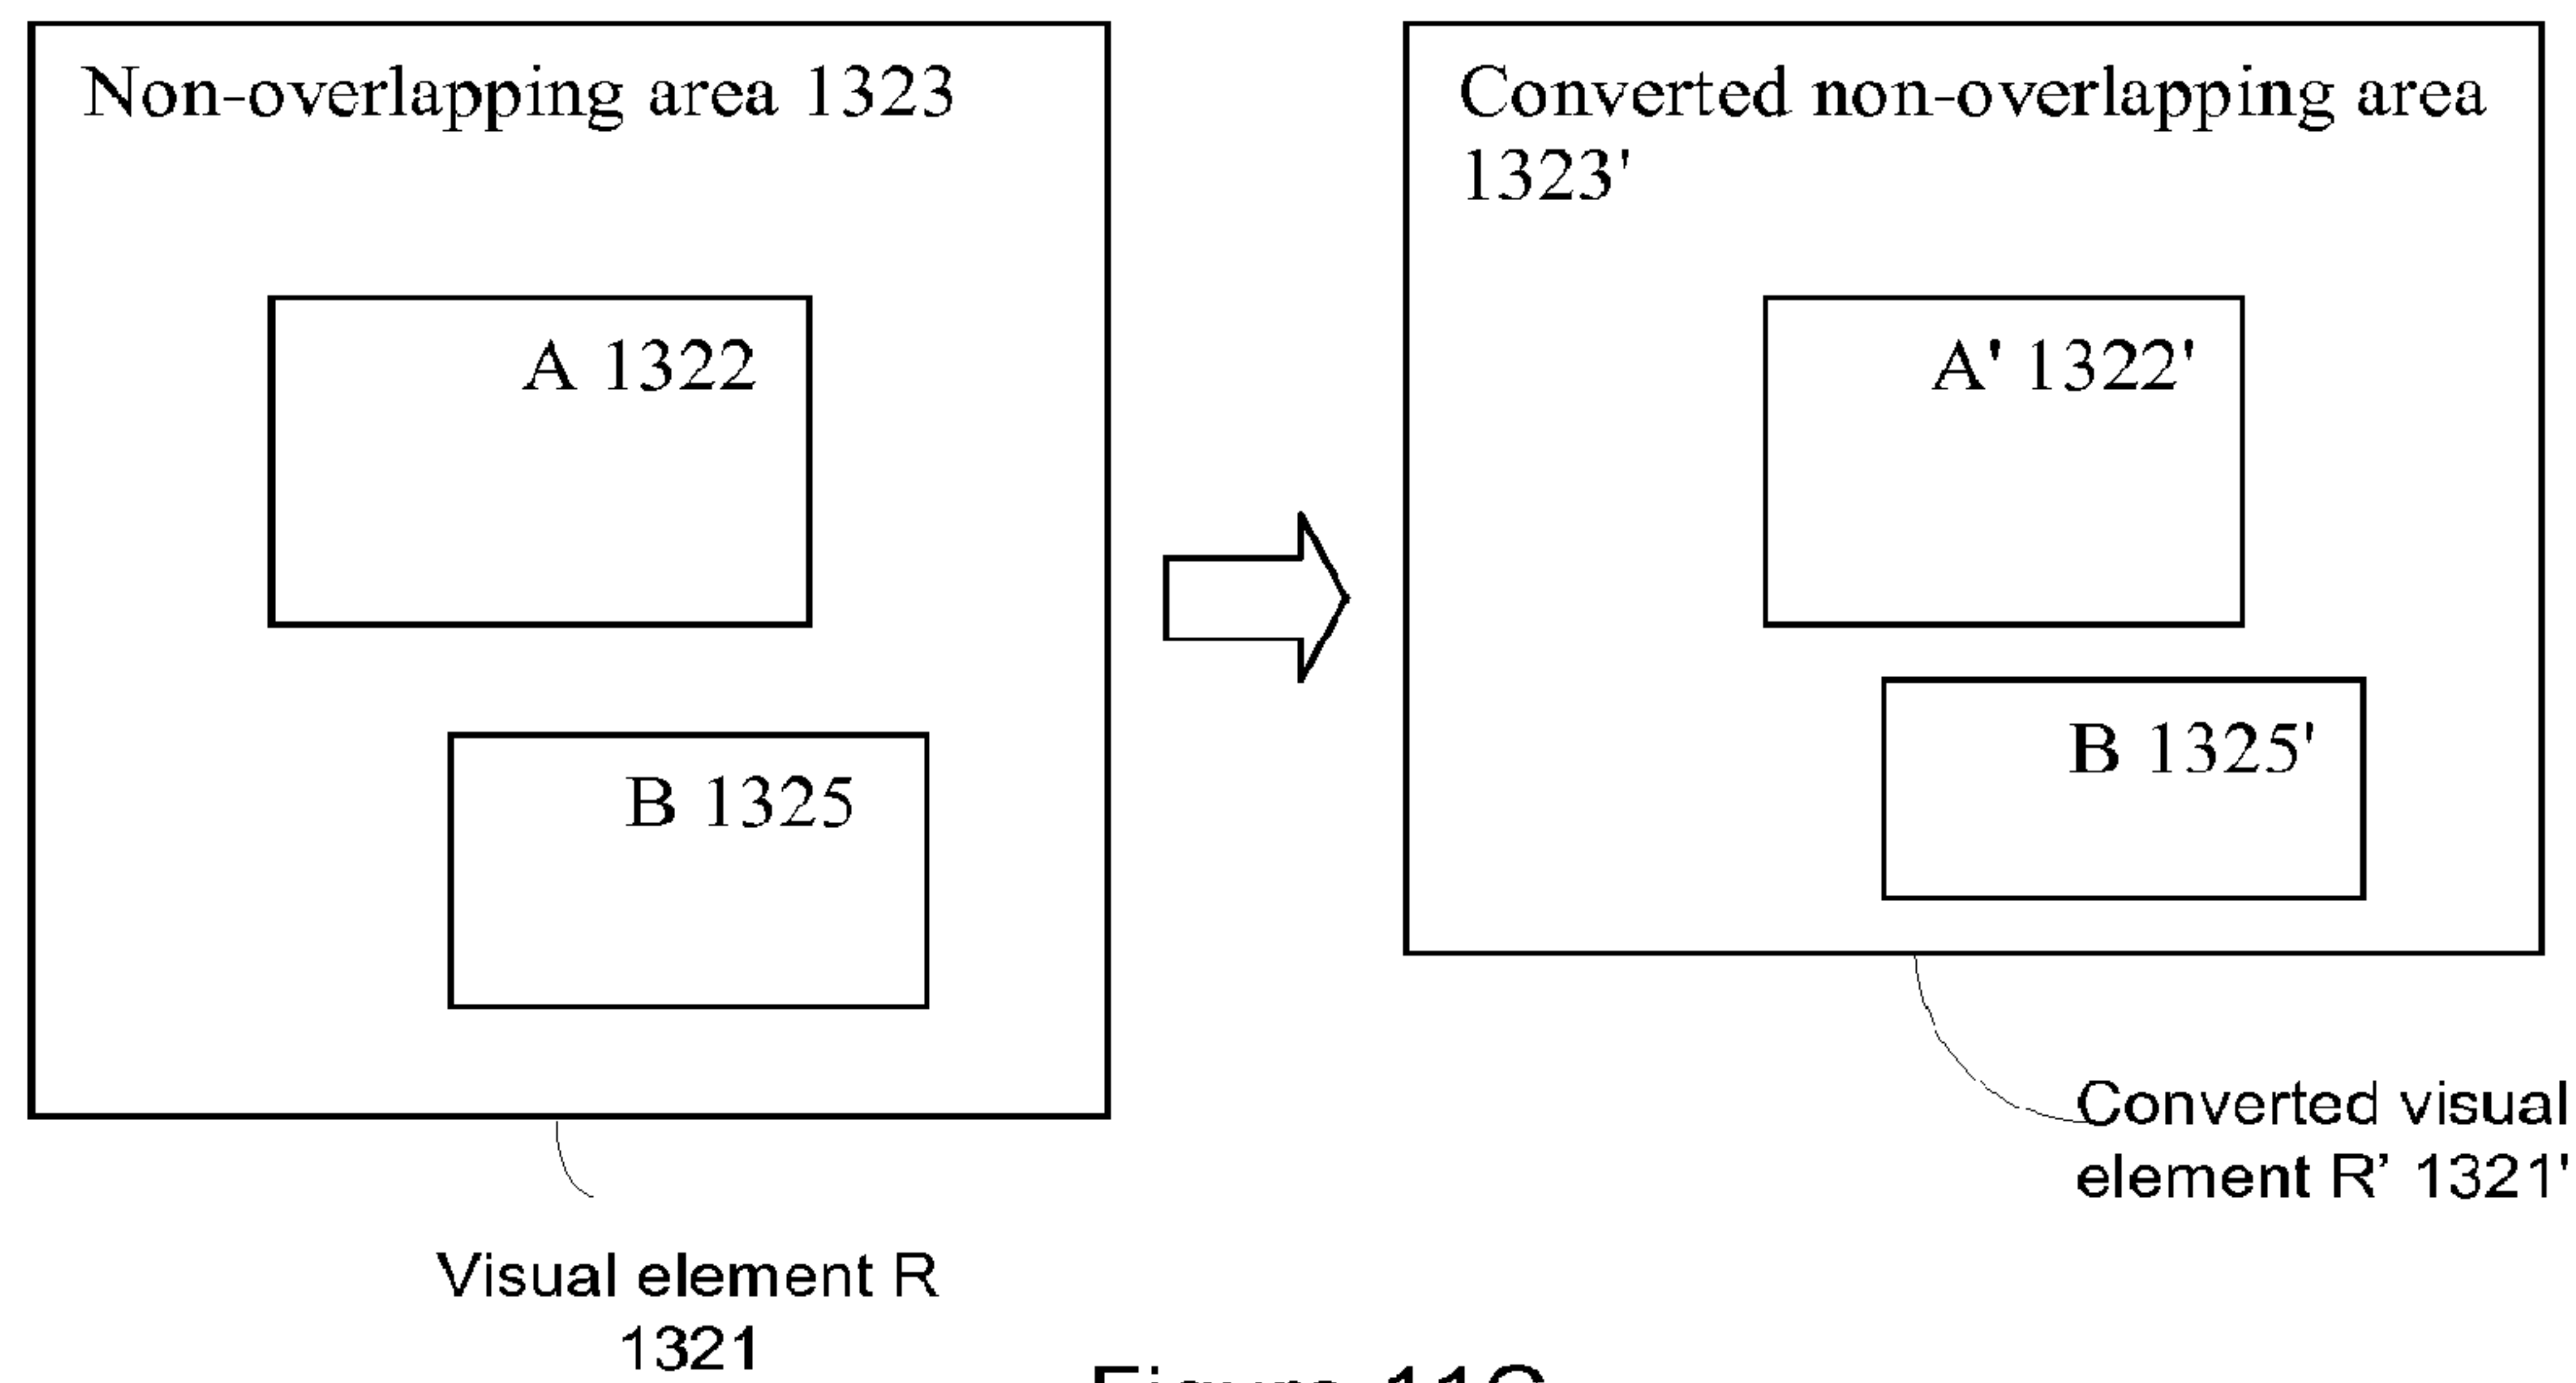 Non-overlapping area 1323
A 1322
B 1325
Visual element R
1321
Converted non-overlapping area
1323'
A' 1322'
B 1325'
Converted visual
element R’ 1321'
Figure